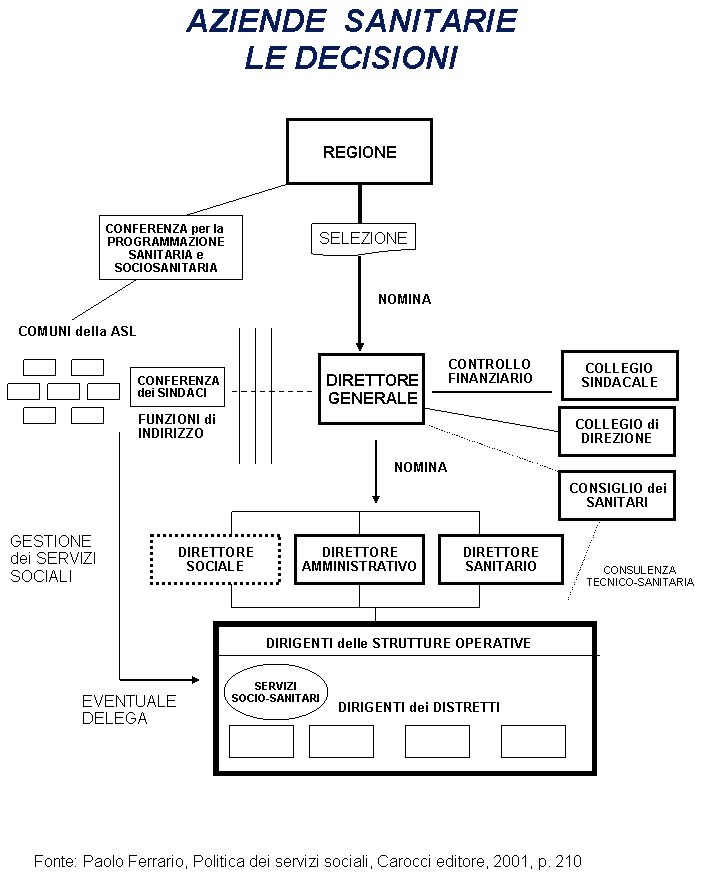 AZIENDE SANITARIE
LE DECISIONI
REGIONE
CONFERENZA per la
PROGRAMMAZIONE
SANITARIA e
SOCIOSANITARIA
SELEZIONE
NOMINA
COMUNI della ASL
CONFERENZA
dei SINDACI
FUNZIONI di
INDIRIZZO
DIRETTORE
GENERALE
CONTROLLO
FINANZIARIO
COLLEGIO
SINDACALE
COLLEGIO di
DIREZIONE
NOMINA
CONSIGLIO dei
SANITARI
GESTIONE
dei SERVIZI
SOCIALI
DIRETTORE
SOCIALE
DIRETTORE
AMMINISTRATIVO
DIRETTORE
SANITARIO
CONSULENZA
TECNICO-SANITARIA
DIRIGENTI delle STRUTTURE OPERATIVE
SERVIZI
SOCIO-SANITARI
DIRIGENTI dei DISTRETTI
EVENTUALE
DELEGA
Fonte: Paolo Ferrario, Politica dei servizi sociali, Carocci editore, 2001, p. 210